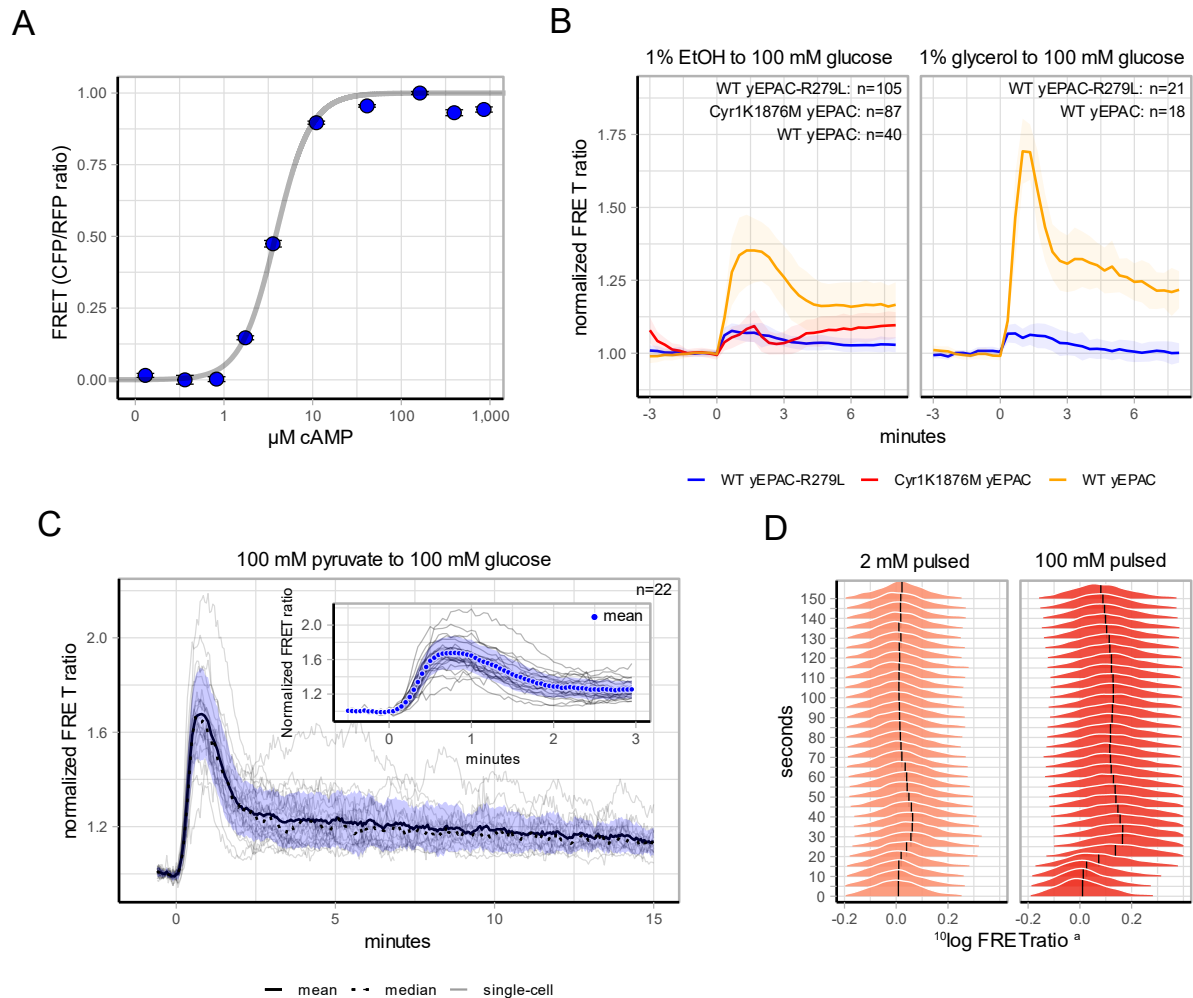 A
FRET (CFP/RFP ratio)
1.00
0.75
0.50
0.25
0.00
0
1
10
100
1,000
µM cAMP
B
1% EtOH to 100 mM glucose
1% glycerol to 100 mM glucose
WT yEPAC-R279L: n=105
Cyr1K1876M yEPAC: n=87
WT yEPAC: n=40
WT yEPAC-R279L: n=21
WT yEPAC: n=18
normalized FRE T ratio
1.75
1.50
1.25
1.00
-3
0
3
6
-3
0
3
6
minutes
WT yEPAC-R279L
Cyr1K1876M yEPAC
WT yEPAC
C
100 mM pyruvate to 100 mM glucose
n=22
normalized FRE T ratio
2.0
1.6
1.2
0
5
10
15
minutes
Normalized FRET ratio
2.0
1.6
1.2
mean
0
1
2
3
minutes
mean
median
single-cell
D
2 mM pulsed
100 mM pulsed
seconds
150
140
130
120
110
100
90
80
70
60
50
40
30
20
10
0
-0.2
0.0
0.2
-0.2
0.0
0.2
¹⁰log FRETratio ᵃ